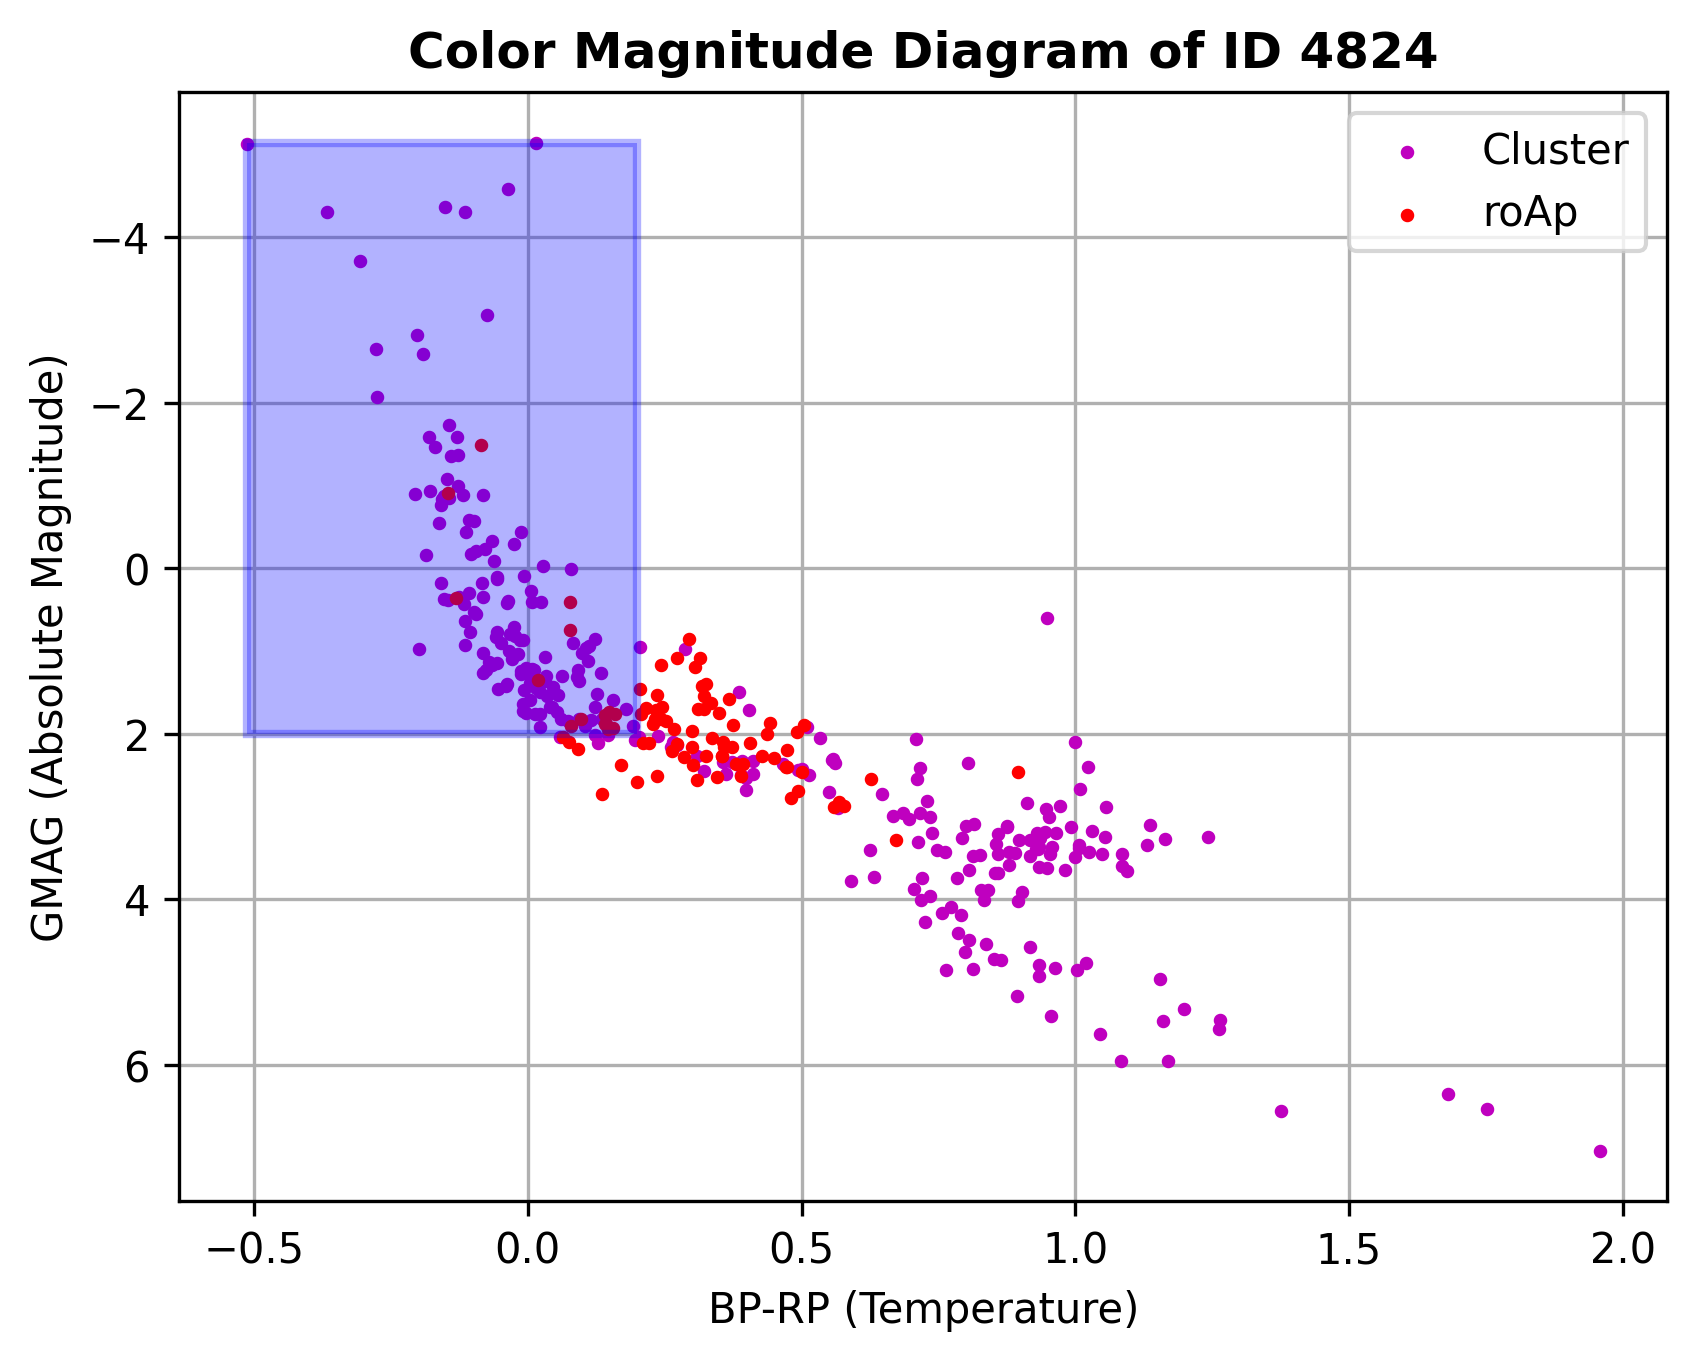 Color Magnitude Diagram of ID 4824
Cluster
roAp
−4
−2
0
2
4
6
GMAG (Absolute Magnitude)
−0.5 0.0 0.5 1.0 1.5 2.0
BP-RP (Temperature)